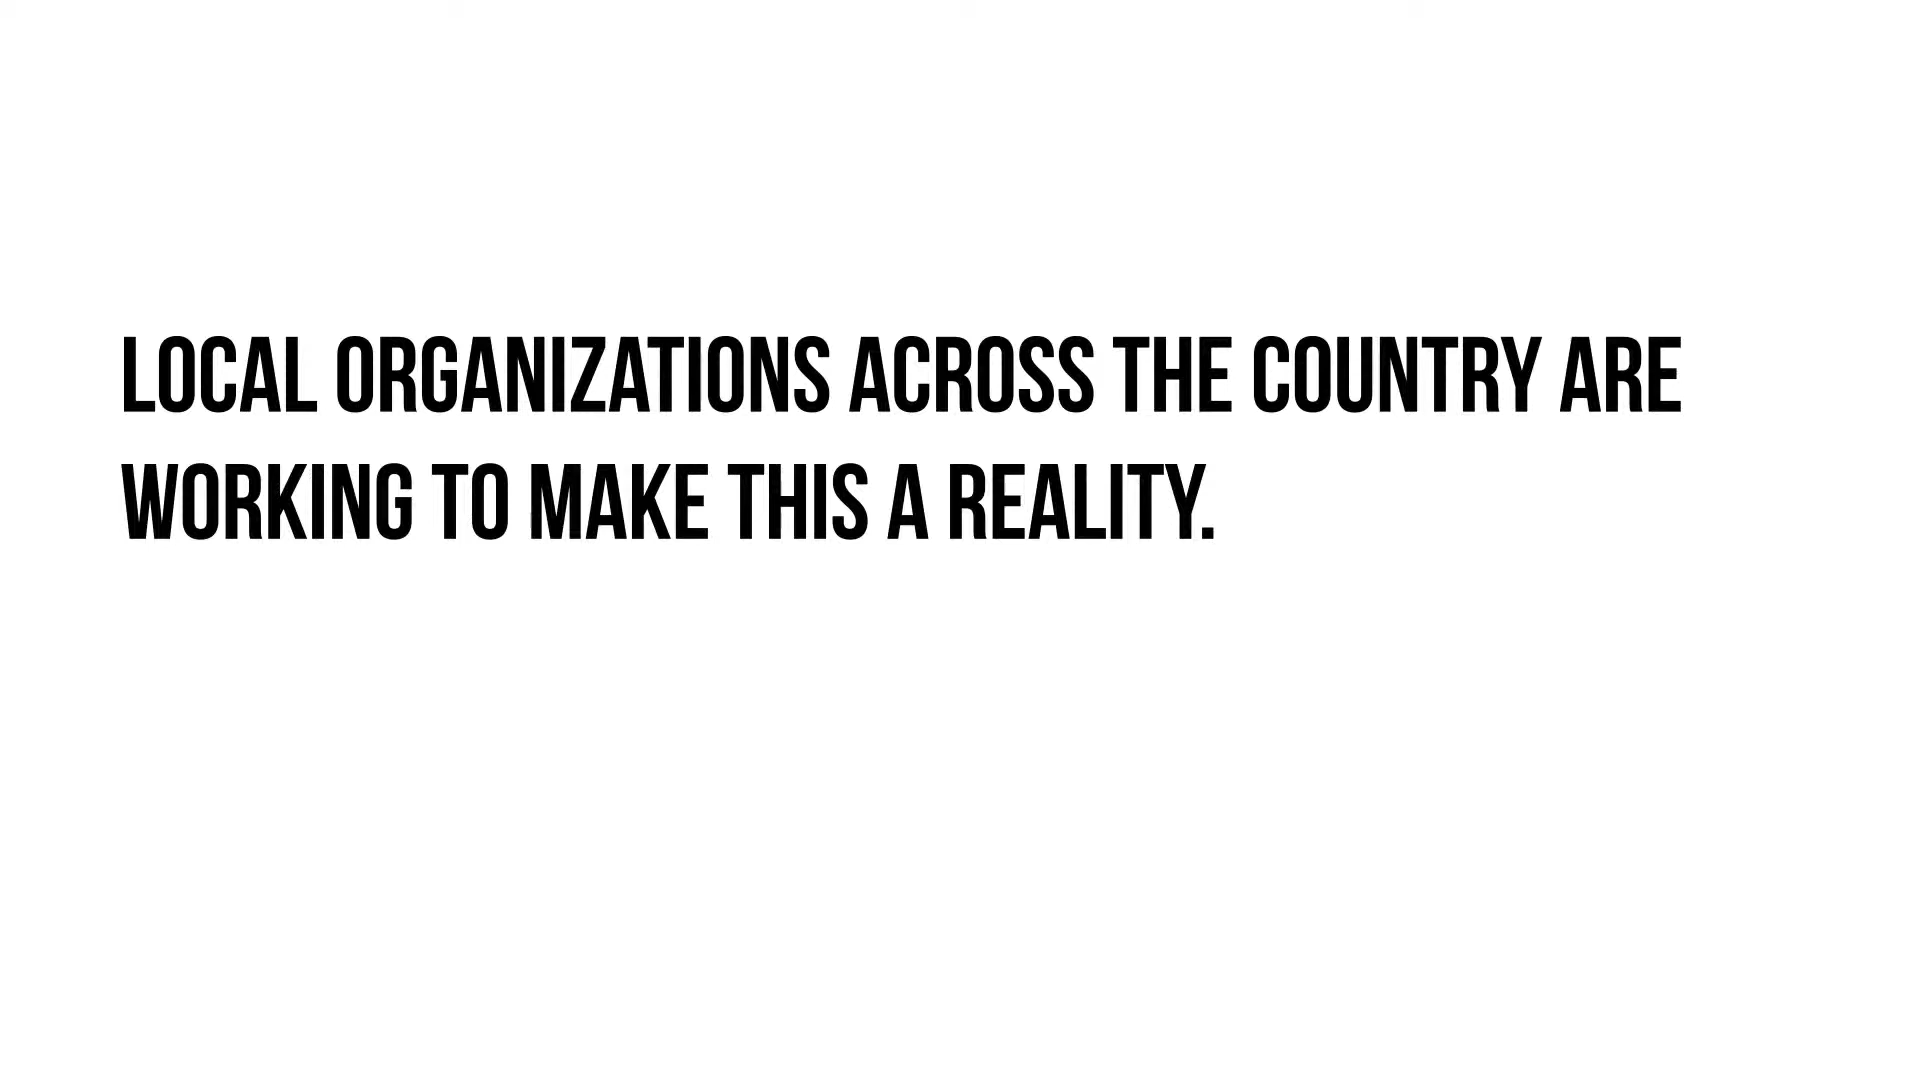 LOCAL ORGANIZATIONS ACROSS THE COUNTRY ARE
WORKING TO MAKE THIS A REALITY.